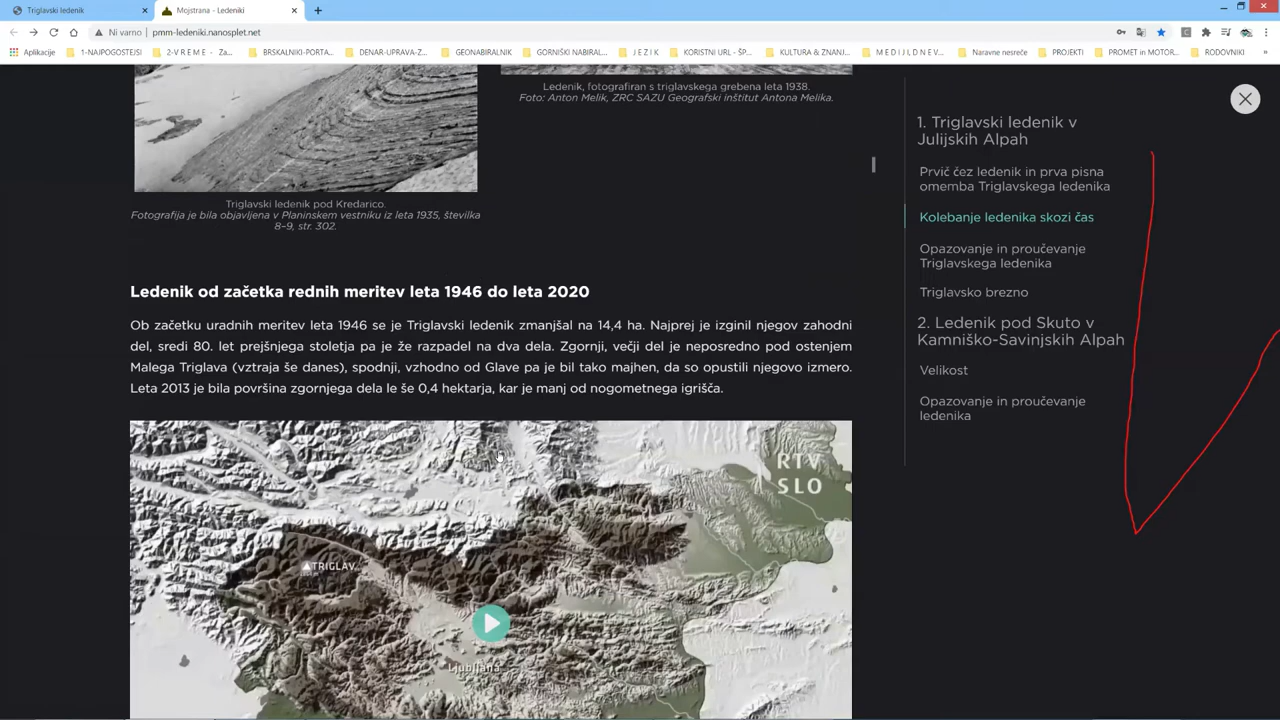 Triglavski ledenik
Mojstrana - Ledeniki
Ni varno | pmm-ledeniki.nanosplet.net
Aplikacije 1-NAJPOGOSTEJSI 2-V R E M E - Za... BRSKALNIKI-PORTA... DENAR-UPRAVA-Z... GEONABIRALNIK GORNIŠKI NABIRAL... J E Z I K KORISTNI URL - ŠP... KULTURA & ZNANJ... M E D I J I, D N E V... Naravne nesreče PROJEKTI PROMET in MOTOR... RODOVNIKI »
Ledenik, fotografiran s triglavskega grebena leta 1938.
Foto: Anton Melik, ZRC SAZU Geografski inštitut Antona Melika.
Triglavski ledenik pod Kredarico.
Fotografija je bila objavljena v Planinskem vestniku iz leta 1935, številka
8–9, str. 302.
Ledenik od začetka rednih meritev leta 1946 do leta 2020
Ob začetku uradnih meritev leta 1946 se je Triglavski ledenik zmanjšal na 14,4 ha. Najprej je izginil njegov zahodni
del, sredi 80. let prejšnjega stoletja pa je že razpadel na dva dela. Zgornji, večji del je neposredno pod ostenjem
Malega Triglava (vztraja še danes), spodnji, vzhodno od Glave pa je bil tako majhen, da so opustili njegovo izmero.
Leta 2013 je bila površina zgornjega dela le še 0,4 hektarja, kar je manj od nogometnega igrišča.
RTV
SLO
TRIGLAV
Ljubljana
1. Triglavski ledenik v
Julijskih Alpah
Prvič čez ledenik in prva pisna
omemba Triglavskega ledenika
Kolebanje ledenika skozi čas
Opazovanje in proučevanje
Triglavskega ledenika
Triglavsko brezno
2. Ledenik pod Skuto v
Kamniško-Savinjskih Alpah
Velikost
Opazovanje in proučevanje
ledenika